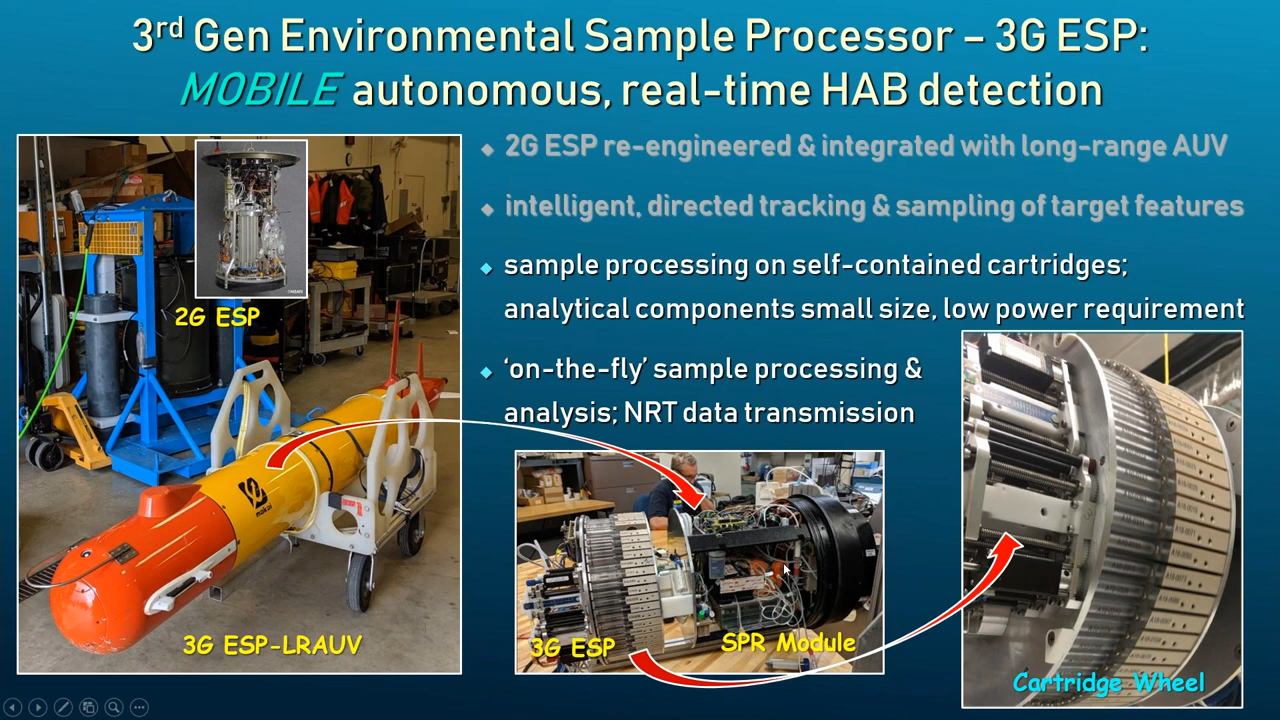 3rd Gen Environmental Sample Processor – 3G ESP:
MOBILE autonomous, real-time HAB detection
2G ESP re-engineered & integrated with long-range AUV
intelligent, directed tracking & sampling of target features
sample processing on self-contained cartridges;
analytical components small size, low power requirement
‘on-the-fly’ sample processing &
analysis; NRT data transmission
2G ESP
makai
3G ESP-LRAUV
3G ESP
SPR Module
Cartridge Wheel